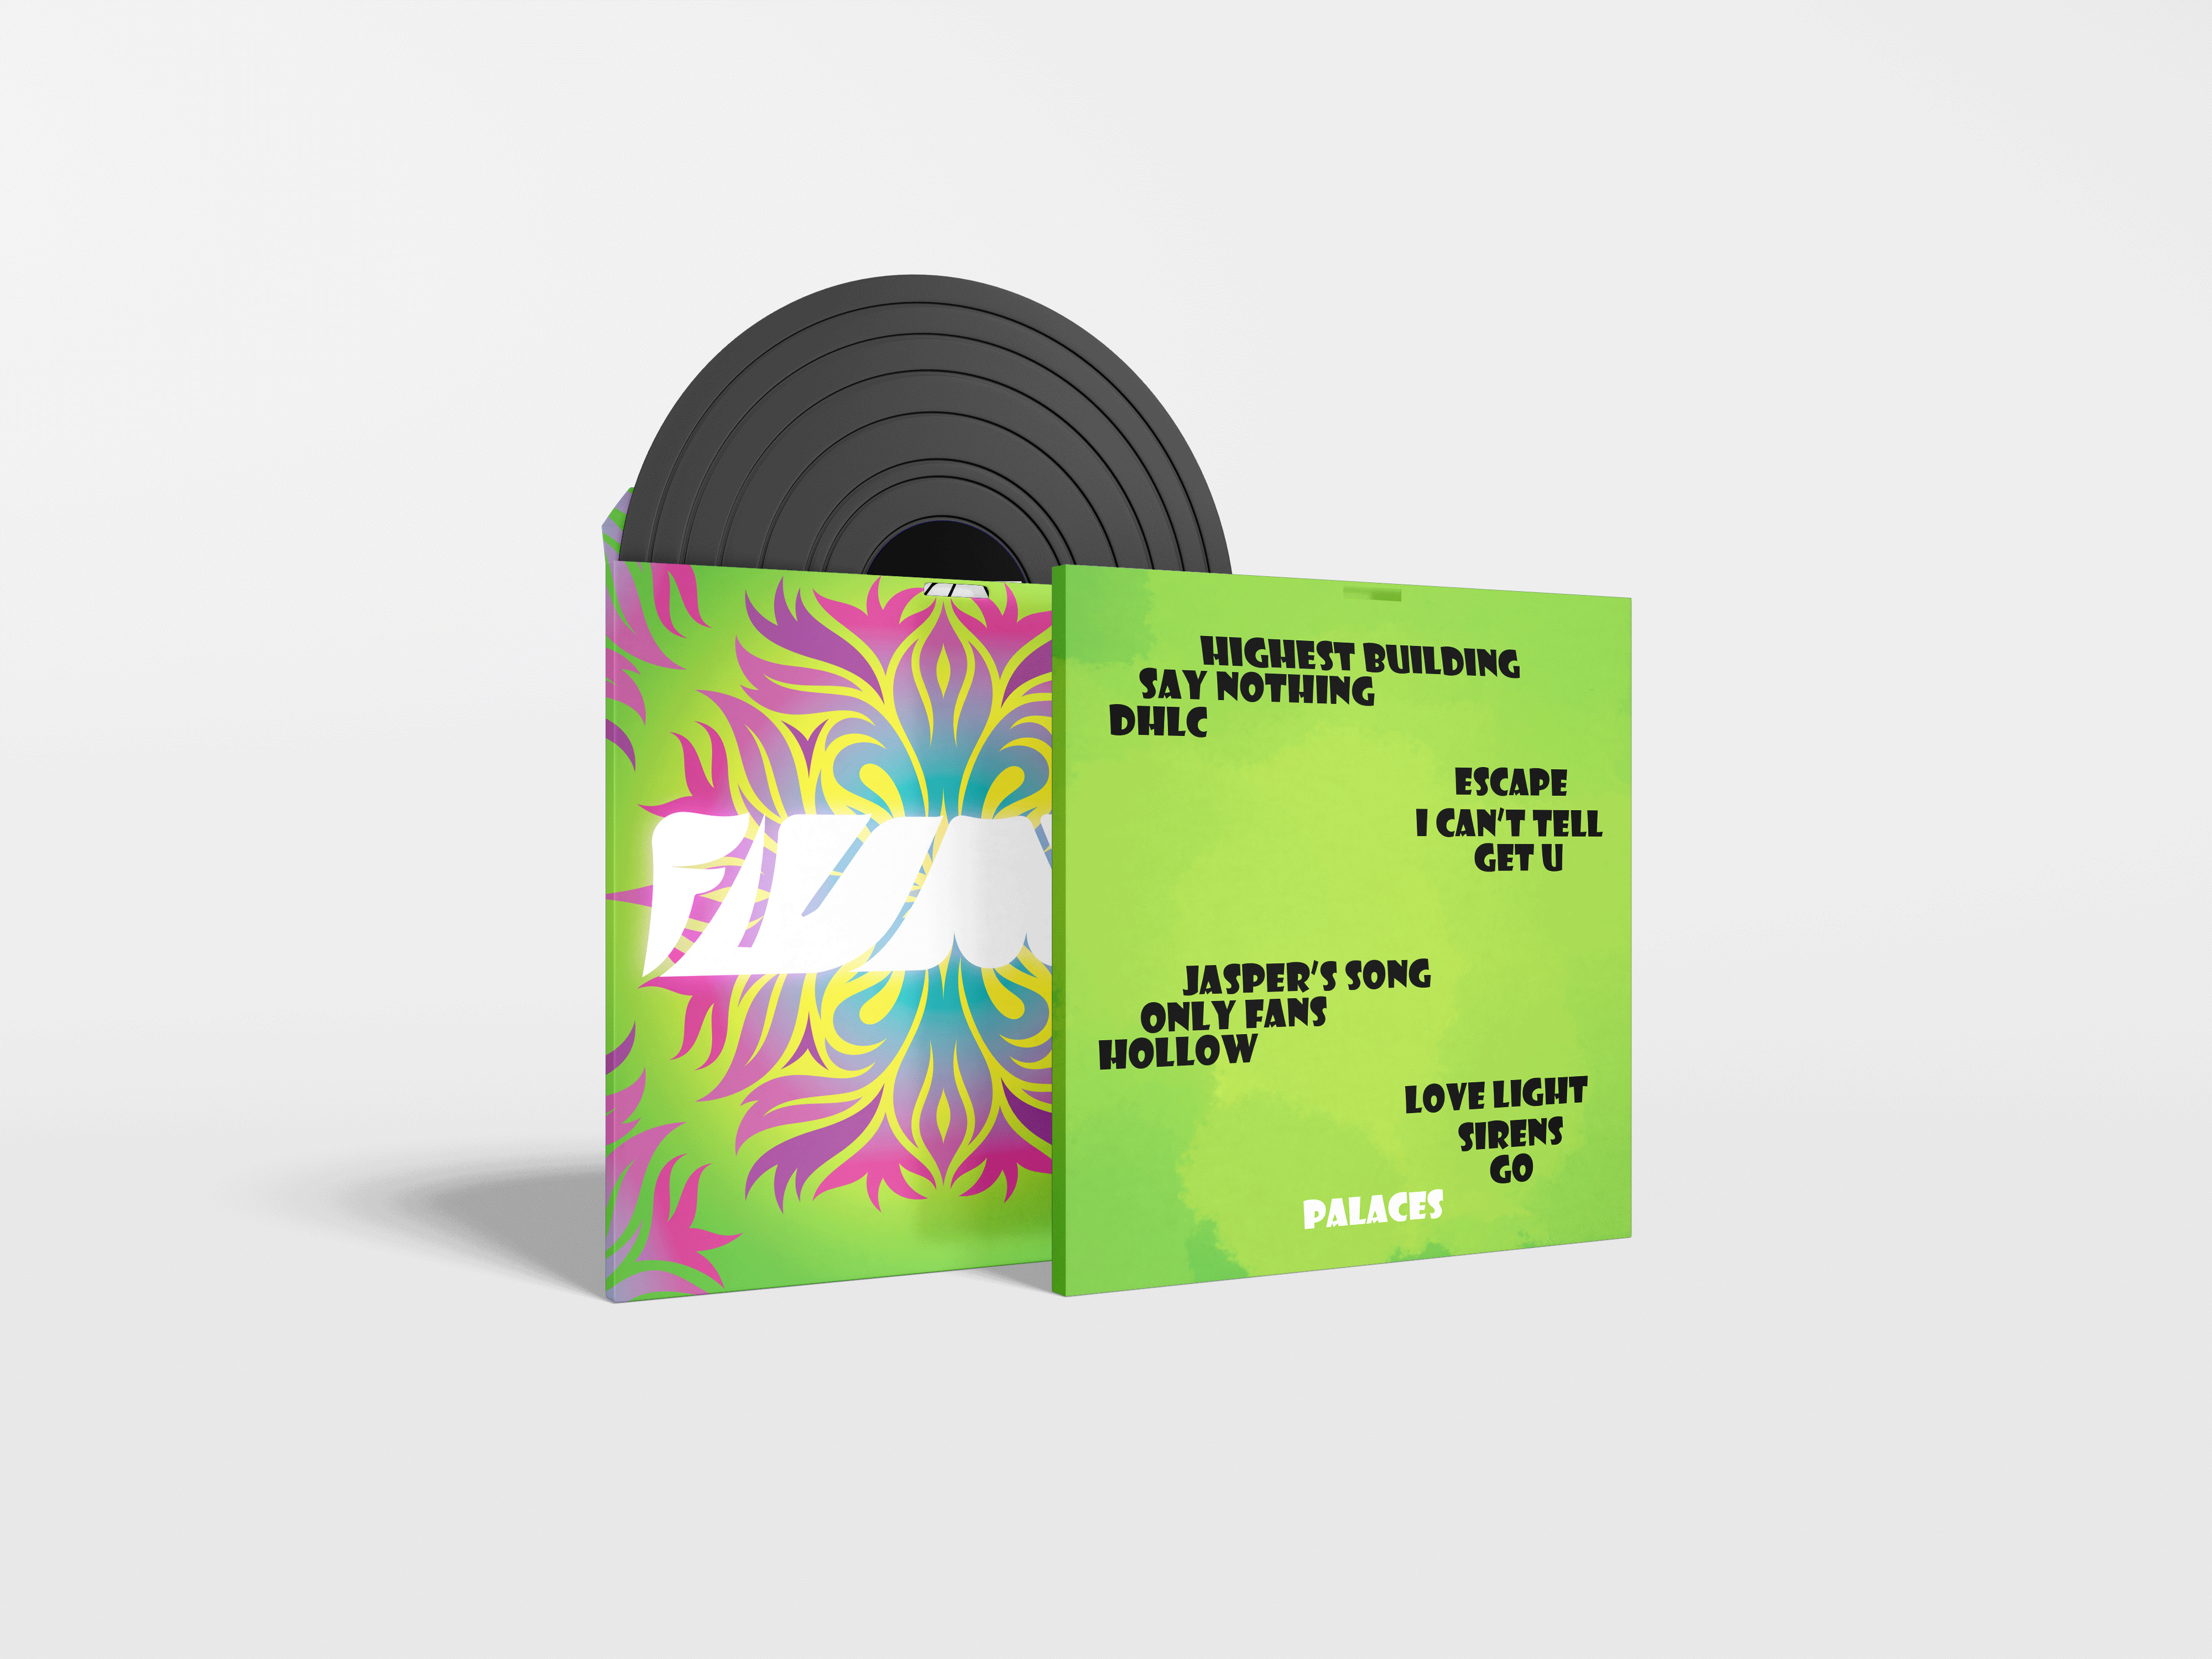 FLUM
HIGHEST BUILDING
SAY NOTHING
DHLC
ESCAPE
I CAN'T TELL
GET U
JASPER'S SONG
ONLY FANS
HOLLOW
LOVE LIGHT
SIRENS
GO
PALACES